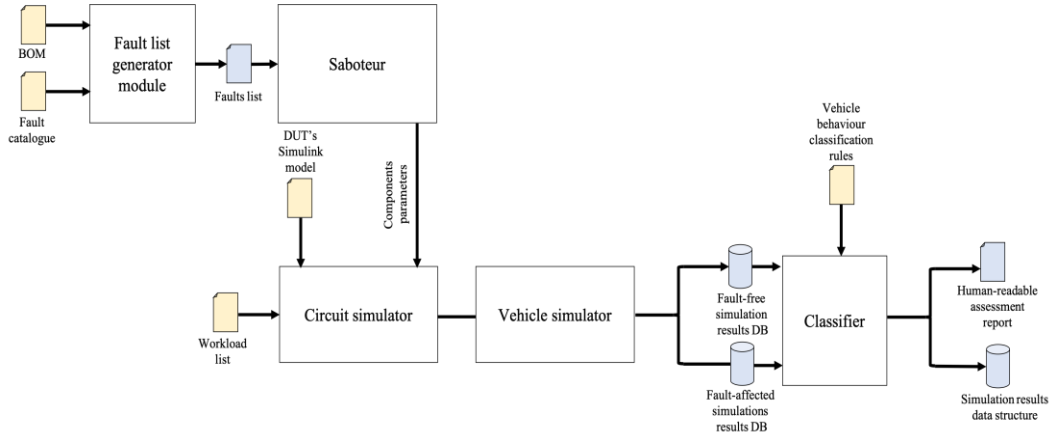 BOM
Fault
catalogue
Fault list
generator
module
Faults list
Saboteur
DUT's
Simulink
model
Components
parameters
Workload
list
Circuit simulator
Vehicle simulator
Fault-free
simulation
results DB
Fault-affected
simulations
results DB
Vehicle
behaviour
classification
rules
Classifier
Human-readable
assessment
report
Simulation results
data structure